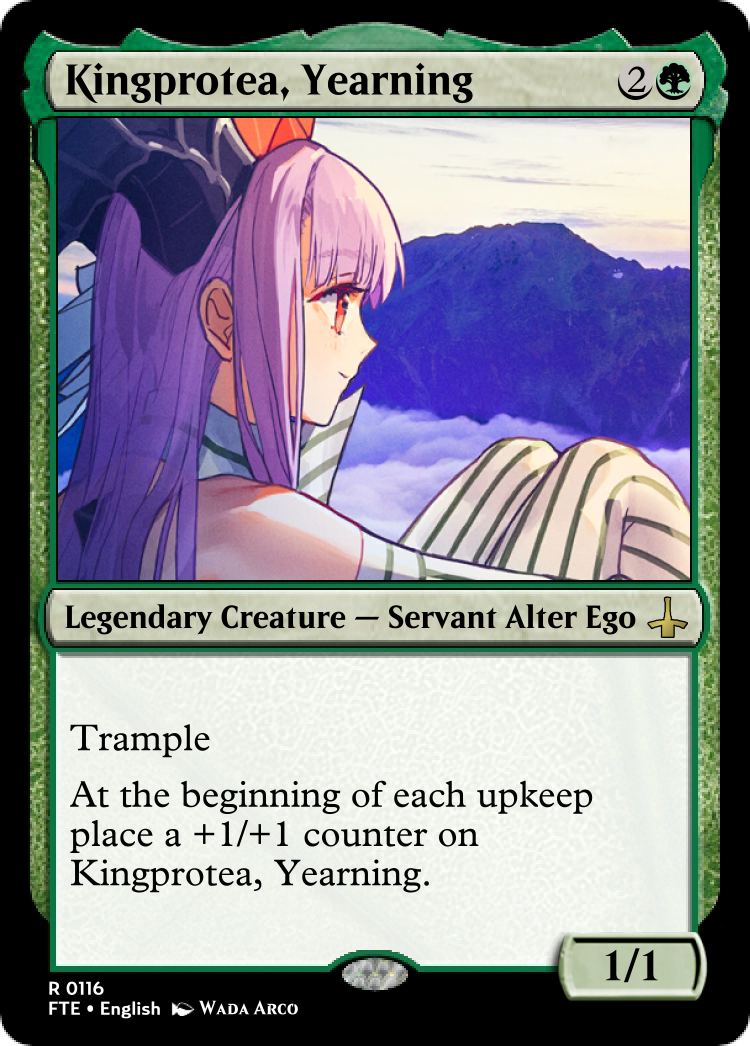 Kingprotea, Yearning 2
Legendary Creature — Servant Alter Ego
Trample
At the beginning of each upkeep
place a +1/+1 counter on
Kingprotea, Yearning.
1/1
R 0116
FTE • English Wada Arco